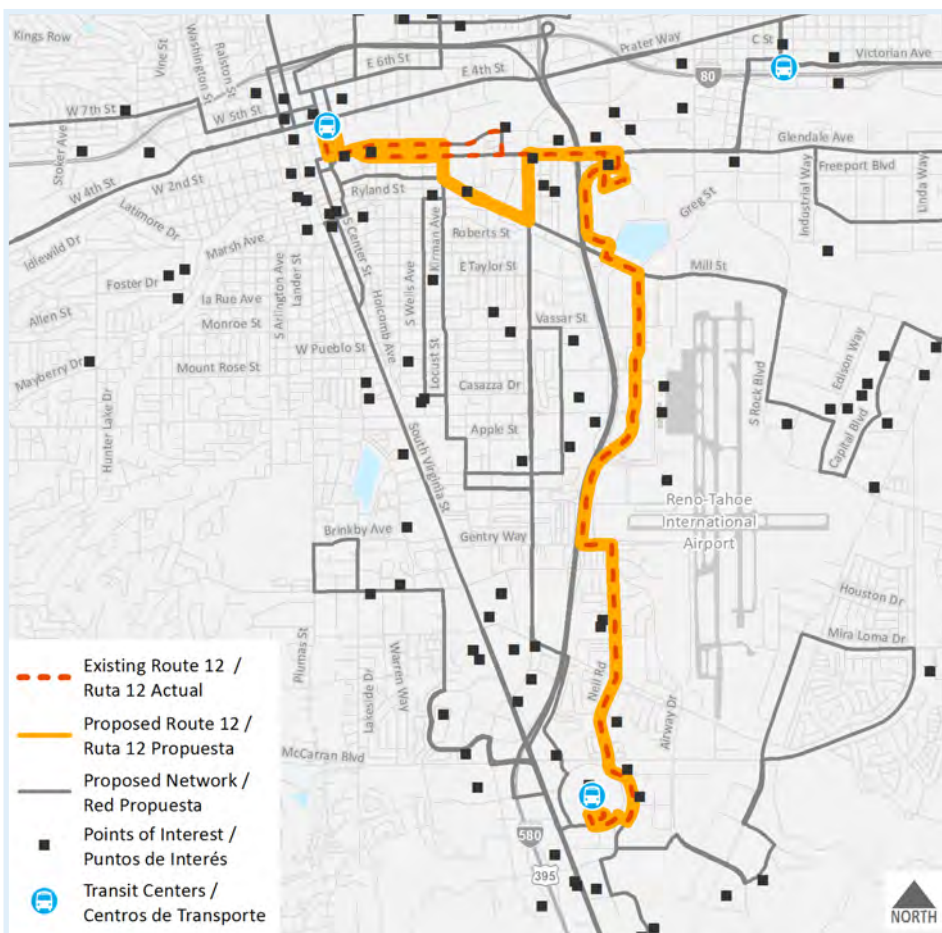 Kings Row
Vine St
Washington St
Ralston St
E 6th St
Prater Way
C St
Victorian Ave
80
E 4th St
W 7th St
W 5th St
Stoker Ave
W 4th St
W 2nd St
Glendale Ave
Freeport Blvd
Industrial Way
Linda Way
Ryland St
Greg St
Latimore Dr
Idlewild Dr
Marsh Ave
S Center St
Kirman Ave
Roberts St
E Taylor St
Mill St
Foster Dr
la Rue Ave
S Arlington Ave
Lander St
Holcomb Ave
S Wells Ave
Allen St
Monroe St
Vassar St
W Pueblo St
Locust St
Mayberry Dr
Mount Rose St
Casazza Dr
S Rock Blvd
Edison Way
Capital Blvd
Hunter Lake Dr
Apple St
South Virginia St
Reno-Tahoe
International
Airport
Brinkby Ave
Gentry Way
Houston Dr
Mira Loma Dr
Plumas St
Lakeside Dr
Warren Way
Neil Rd
Airway Dr
McCarran Blvd
580
395
Existing Route 12 /
Ruta 12 Actual
Proposed Route 12 /
Ruta 12 Propuesta
Proposed Network /
Red Propuesta
Points of Interest /
Puntos de Interés
Transit Centers /
Centros de Transporte
NORTH